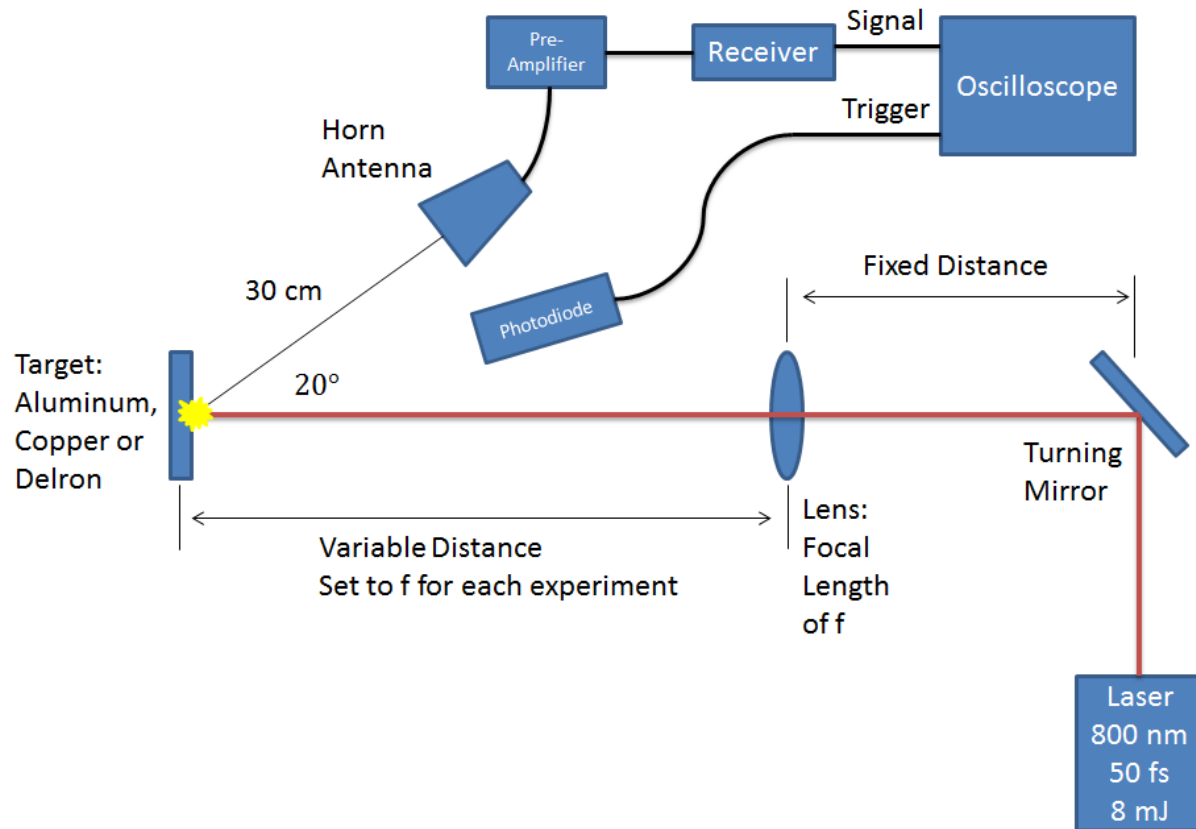 Pre-
Amplifier
Receiver
Signal
Oscilloscope
Trigger
Horn
Antenna
30 cm
Photodiode
Fixed Distance
Target:
Aluminum,
Copper or
Delron
20°
Turning
Mirror
Variable Distance
Set to f for each experiment
Lens:
Focal
Length
of f
Laser
800 nm
50 fs
8 mJ